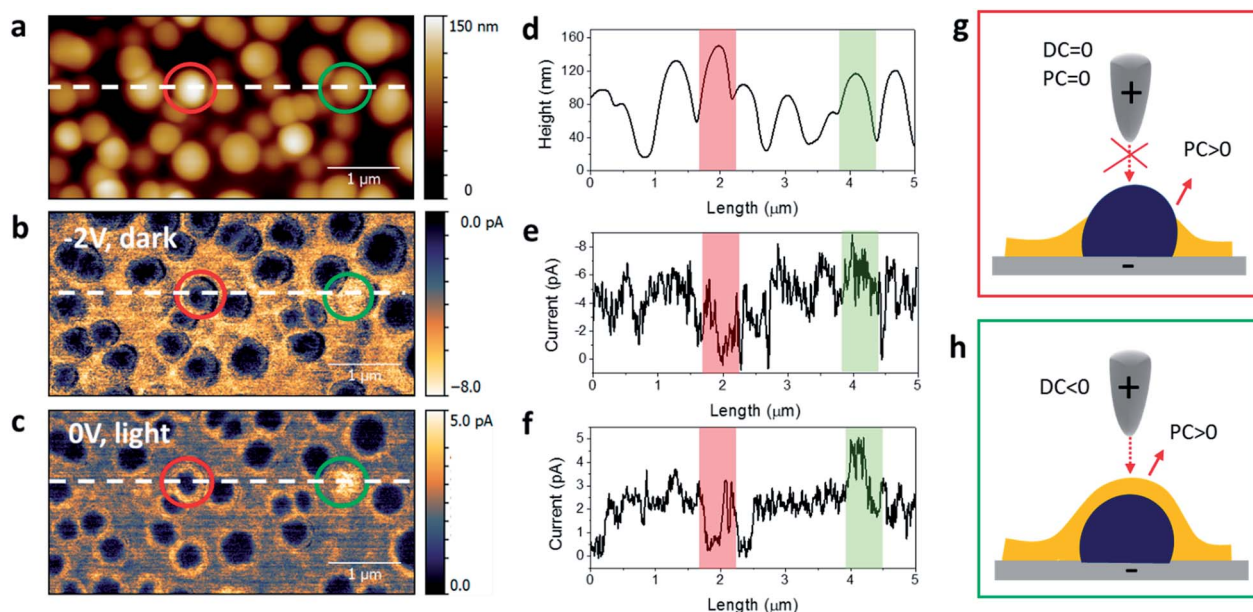 a
150 nm
0
1 µm
b
-2V, dark
0.0 pA
−8.0
1 µm
c
0V, light
5.0 pA
0.0
1 µm
d
160
120
80
40
0
Height (nm)
0 1 2 3 4 5
Length (µm)
e
-8
-6
-4
-2
0
Current (pA)
0 1 2 3 4 5
Length (µm)
f
5
4
3
2
1
0
Current (pA)
0 1 2 3 4 5
Length (µm)
g
DC=0
PC=0
+
PC>0
-
h
DC<0
+
PC>0
-